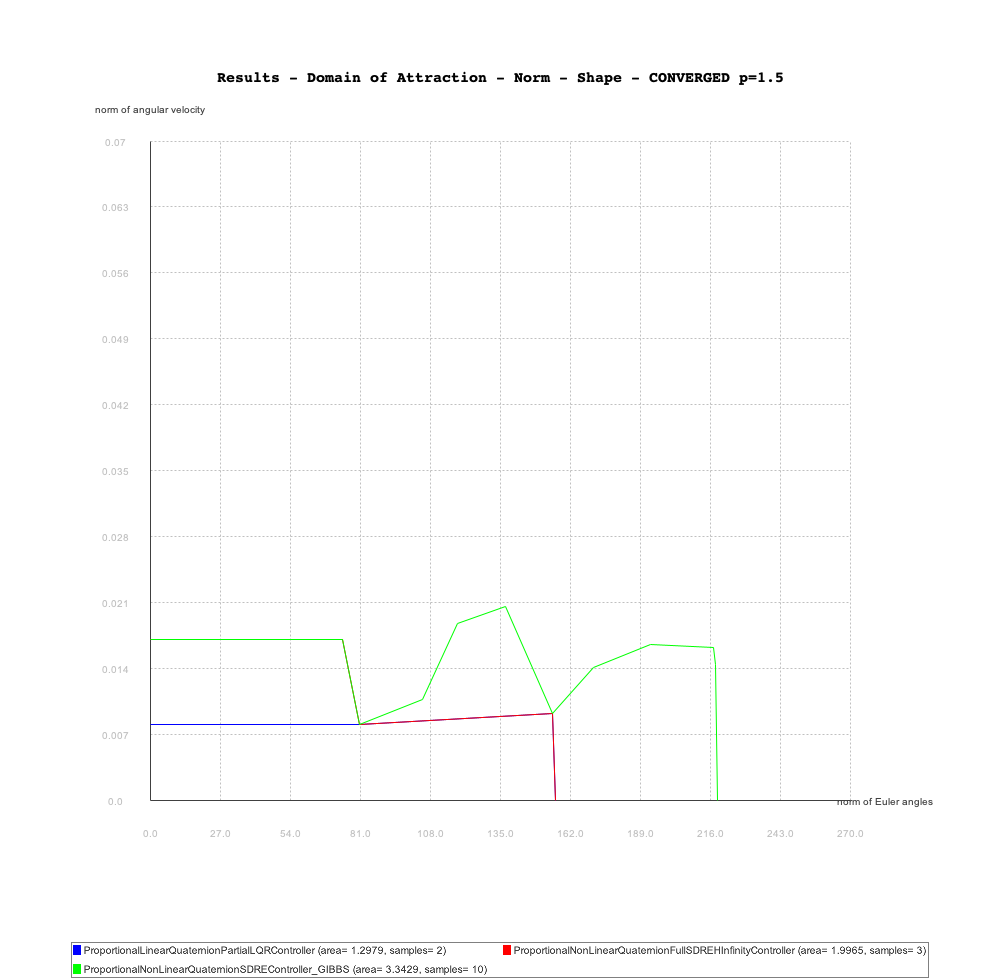 Results - Domain of Attraction - Norm - Shape - CONVERGED p=1.5
norm of angular velocity
0.07
0.063
0.056
0.049
0.042
0.035
0.028
0.021
0.014
0.007
0.0
norm of Euler angles
0.0 27.0 54.0 81.0 108.0 135.0 162.0 189.0 216.0 243.0 270.0
ProportionalLinearQuaternionPartialLQRController (area= 1.2979, samples= 2) ProportionalNonLinearQuaternionFullSDREHInfinityController (area= 1.9965, samples= 3)
ProportionalNonLinearQuaternionSDREController_GIBBS (area= 3.3429, samples= 10)